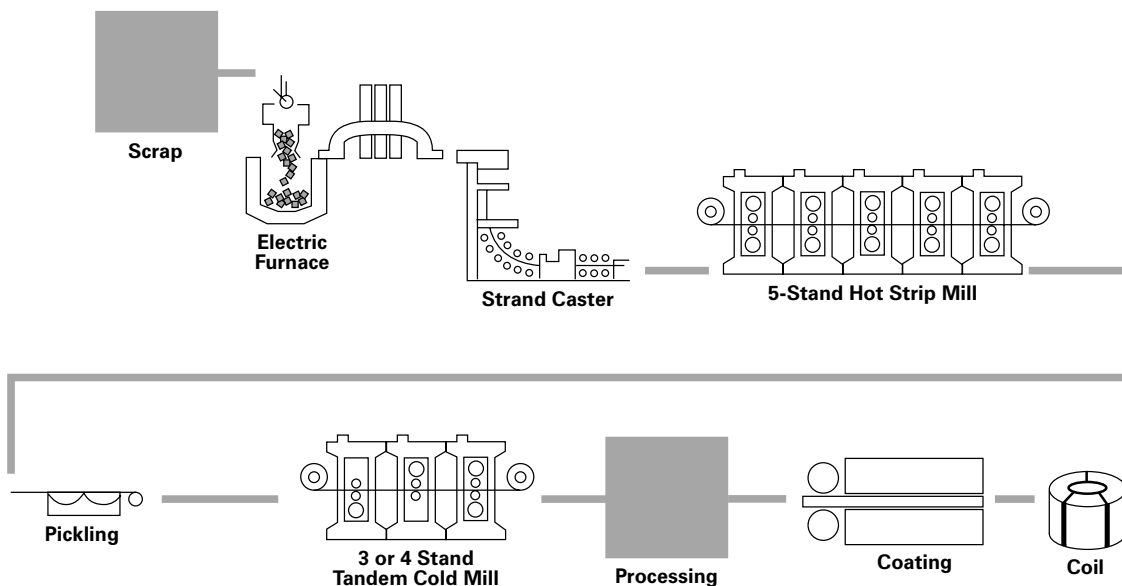 Scrap
Electric
Furnace
Strand Caster
5-Stand Hot Strip Mill
Pickling
3 or 4 Stand
Tandem Cold Mill
Processing
Coating
Coil